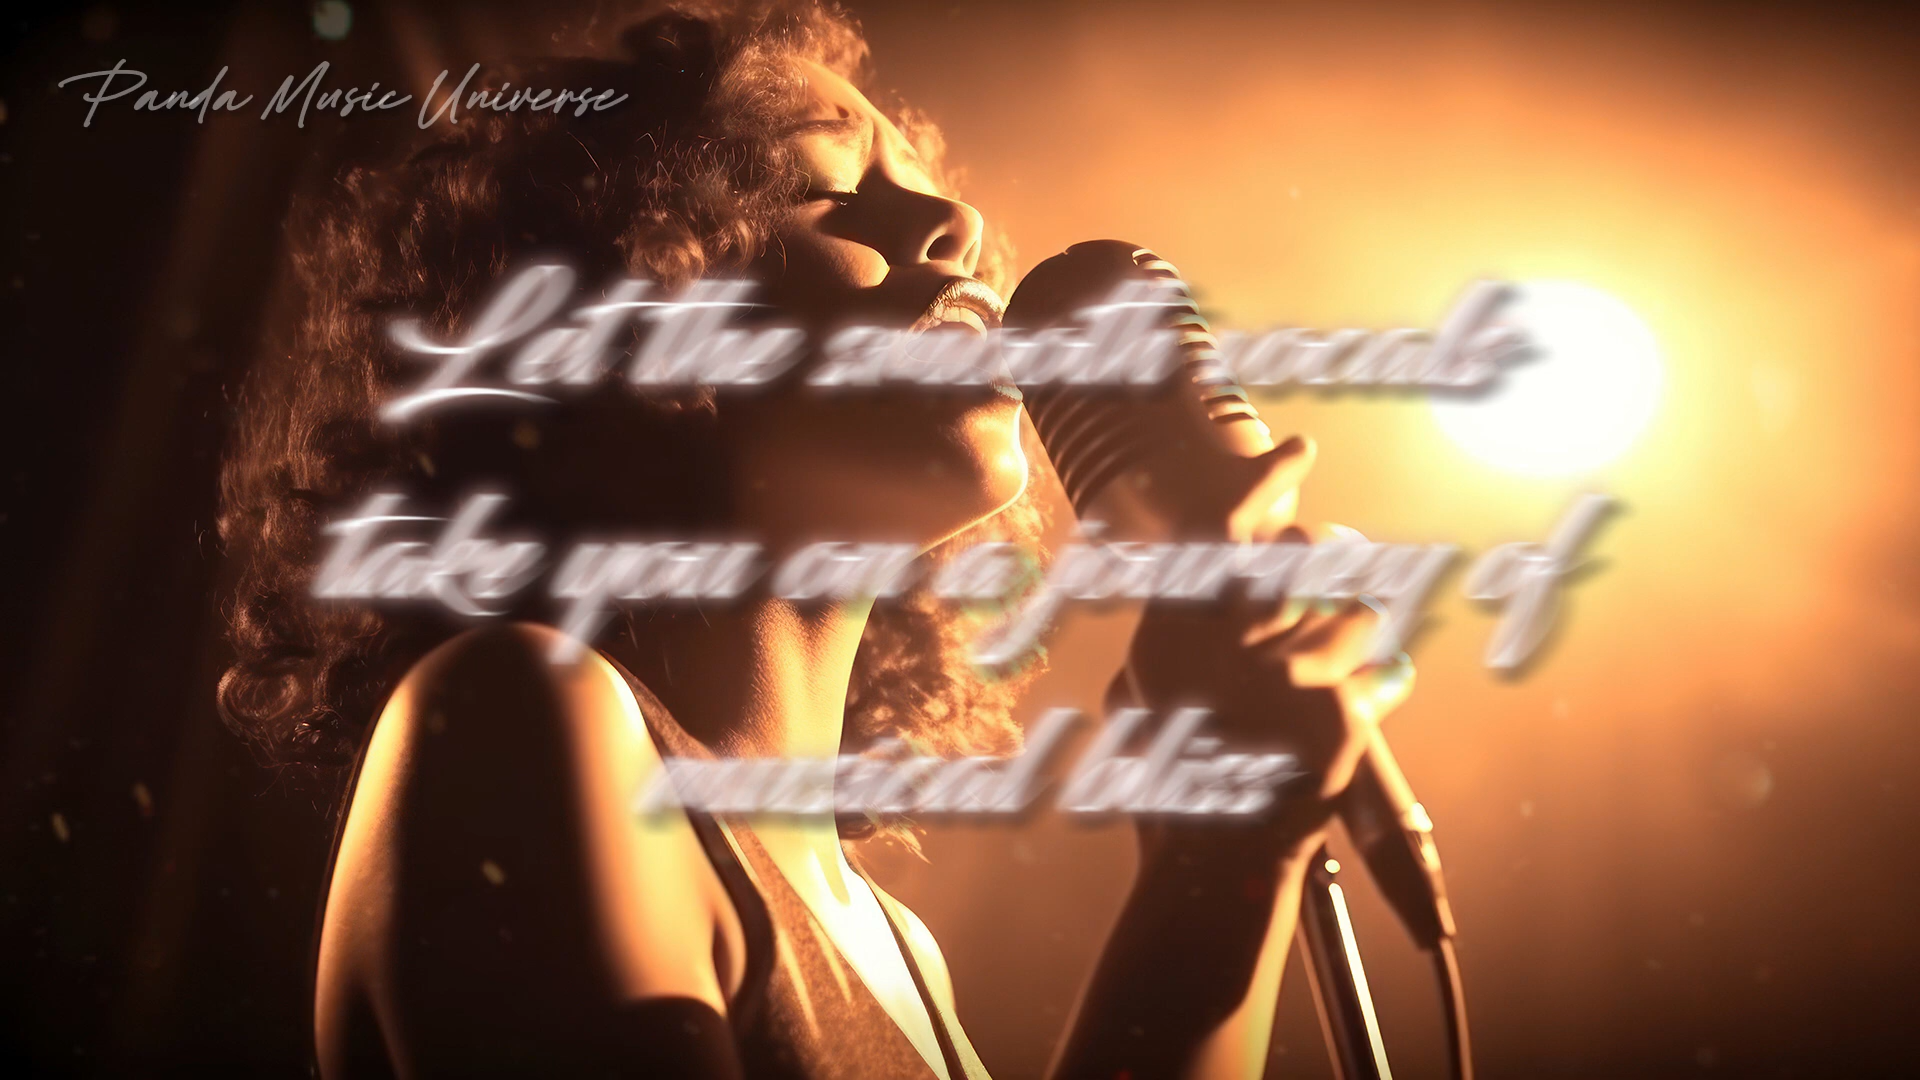 Panda Music Universe
Let the smooth vocals
take you on a journey of
musical bliss